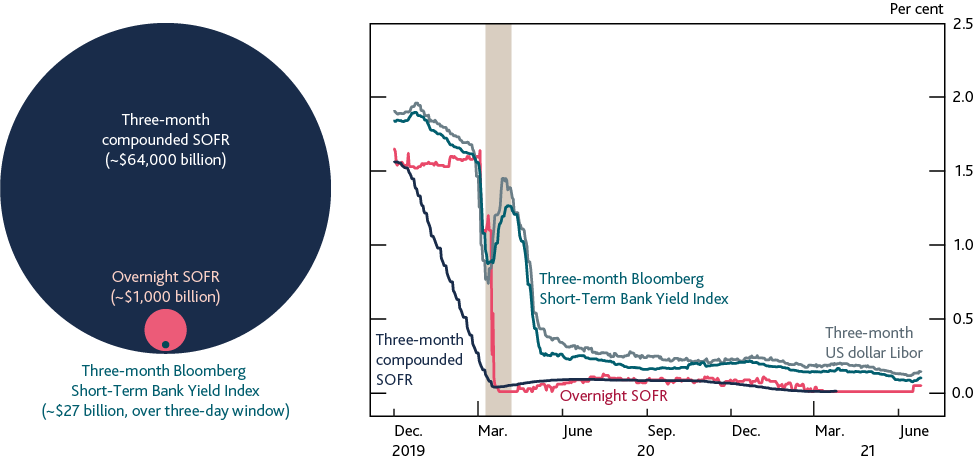 Three-month
compounded SOFR
(~$64,000 billion)
Overnight SOFR
(~$1,000 billion)
Three-month Bloomberg
Short-Term Bank Yield Index
(~$27 billion, over three-day window)
Per cent
2.5
2.0
1.5
1.0
0.5
0.0
Three-month Bloomberg
Short-Term Bank Yield Index
Three-month
US dollar Libor
Three-month
compounded
SOFR
Overnight SOFR
Dec. Mar. June Sep. Dec. Mar. June
2019 20 21